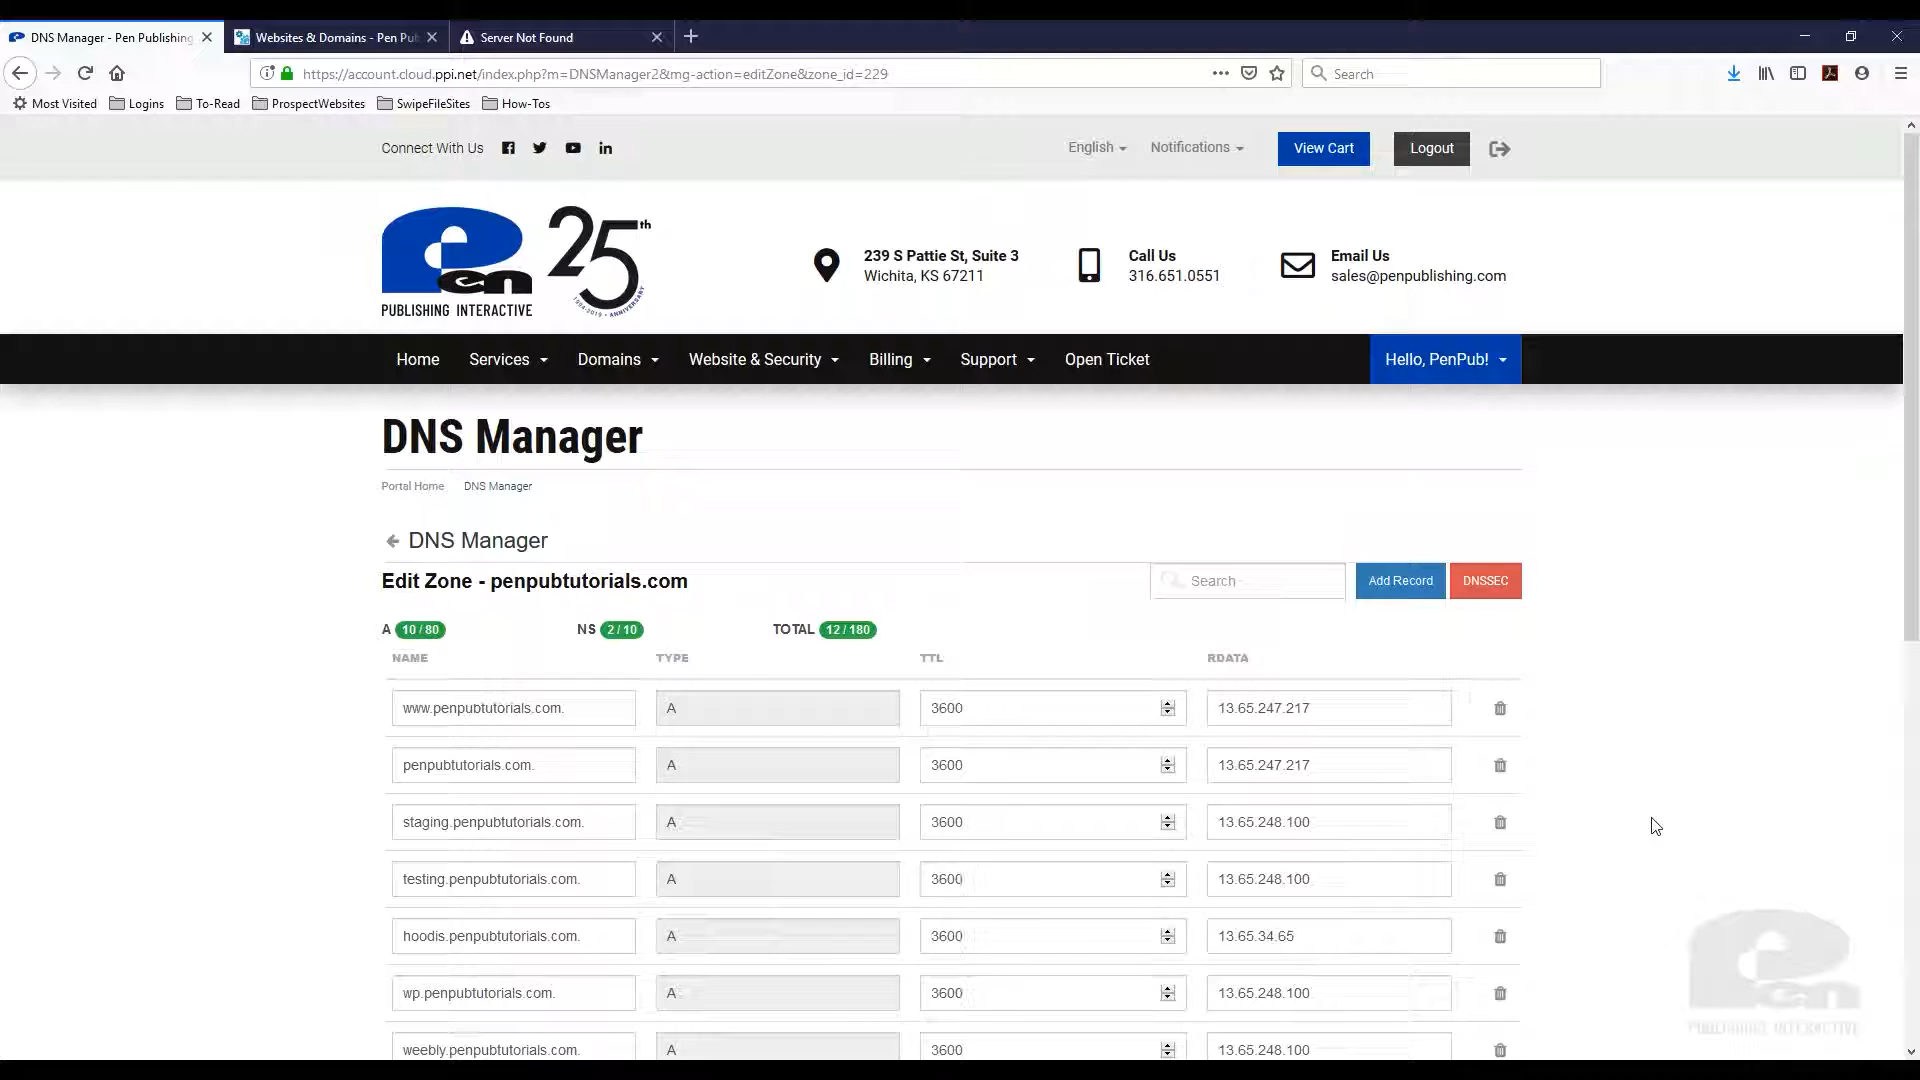 DNS Manager - Pen Publishing
Websites & Domains - Pen Pu
Server Not Found
https://account.cloud.ppi.net/index.php?m=DNSManager2&mg-action=editZone&zone_id=229
Search
Most Visited
Logins
To-Read
ProspectWebsites
SwipeFileSites
How-Tos
Connect With Us
English
Notifications
View Cart
Logout
Pen
PUBLISHING INTERACTIVE
25th
1994-2019 • ANNIVERSARY
239 S Pattie St, Suite 3
Wichita, KS 67211
Call Us
316.651.0551
Email Us
sales@penpublishing.com
Home Services Domains Website & Security Billing Support Open Ticket Hello, PenPub!
DNS Manager
Portal Home DNS Manager
DNS Manager
Edit Zone - penpubtutorials.com
Search
Add Record
DNSSEC
A 10 / 80 NS 2 / 10 TOTAL 12 / 180
NAME TYPE TTL RDATA
www.penpubtutorials.com. A 3600 13.65.247.217
penpubtutorials.com. A 3600 13.65.247.217
staging.penpubtutorials.com. A 3600 13.65.248.100
testing.penpubtutorials.com. A 3600 13.65.248.100
hoodis.penpubtutorials.com. A 3600 13.65.34.65
wp.penpubtutorials.com. A 3600 13.65.248.100
weebly.penpubtutorials.com. A 3600 13.65.248.100
Pen
PUBLISHING INTERACTIVE